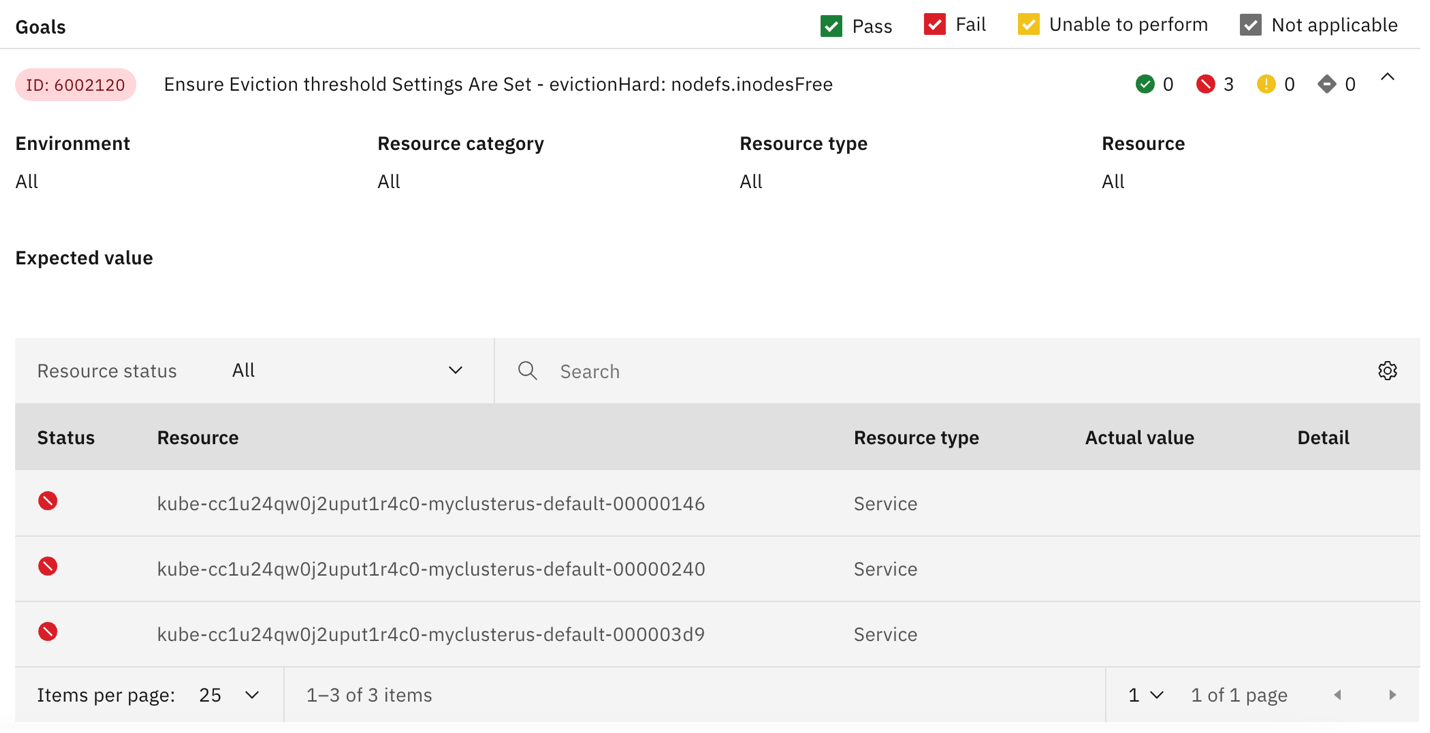 Goals
Pass Fail Unable to perform Not applicable
ID: 6002120 Ensure Eviction threshold Settings Are Set - evictionHard: nodefs.inodesFree 0 3 0 0
Environment Resource category Resource type Resource
All All All All
Expected value
Resource status All Search
Status Resource Resource type Actual value Detail
kube-cc1u24qw0j2uput1r4c0-myclusterus-default-00000146 Service
kube-cc1u24qw0j2uput1r4c0-myclusterus-default-00000240 Service
kube-cc1u24qw0j2uput1r4c0-myclusterus-default-000003d9 Service
Items per page: 25 1–3 of 3 items 1 1 of 1 page